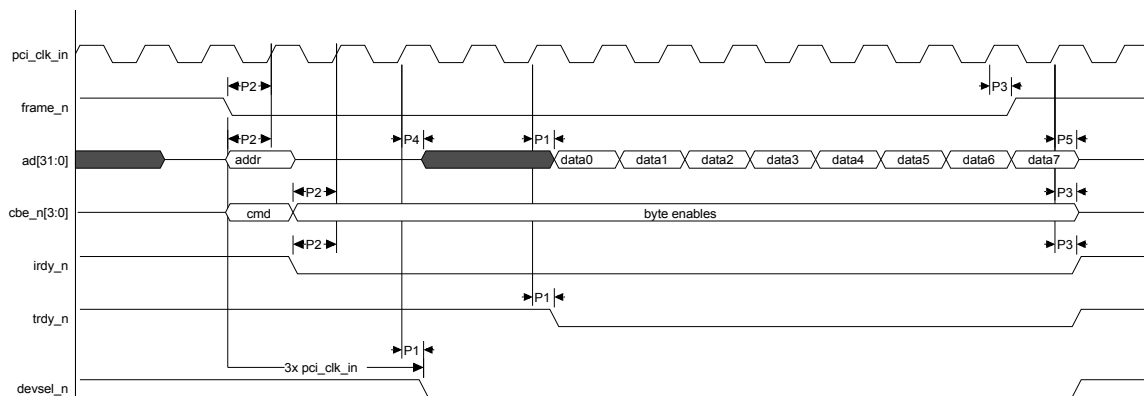 pci_clk_in
P2 P3
frame_n
P2 P4 P1 P5
ad[31:0] addr data0 data1 data2 data3 data4 data5 data6 data7
P2 P3
cbe_n[3:0] cmd byte enables
P2 P3
irdy_n
P1
trdy_n
P1
3x pci_clk_in
devsel_n